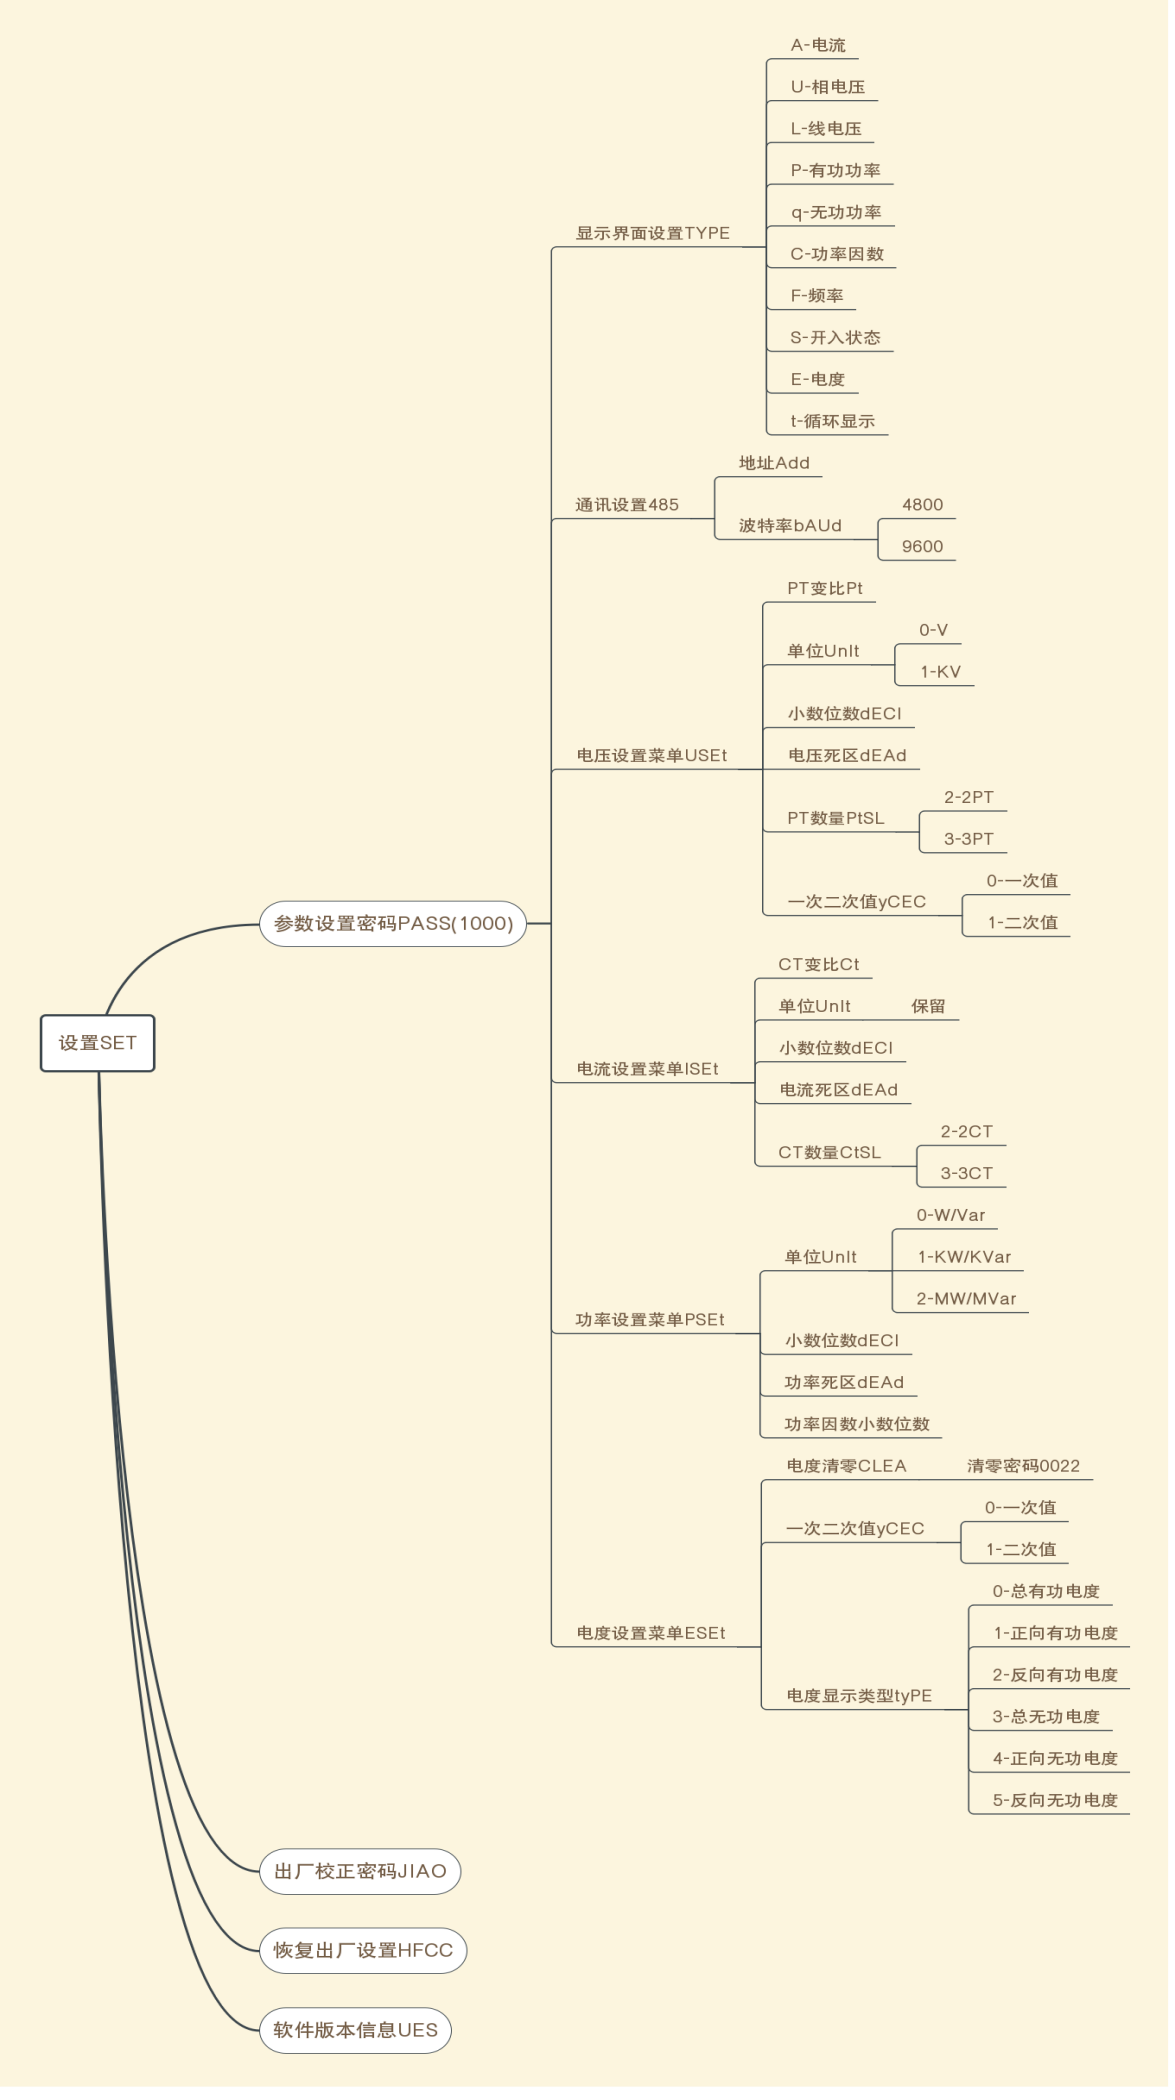 设置SET
参数设置密码PASS(1000)
显示界面设置TYPE
A-电流
U-相电压
L-线电压
P-有功功率
q-无功功率
C-功率因数
F-频率
S-开入状态
E-电度
t-循环显示
通讯设置485
地址Add
波特率bAUd
4800
9600
电压设置菜单USEt
PT变比Pt
单位UnIt
0-V
1-KV
小数位数dECI
电压死区dEAd
PT数量PtSL
2-2PT
3-3PT
一次二次值yCEC
0-一次值
1-二次值
电流设置菜单ISEt
CT变比Ct
单位UnIt
保留
小数位数dECI
电流死区dEAd
CT数量CtSL
2-2CT
3-3CT
功率设置菜单PSEt
单位UnIt
0-W/Var
1-KW/KVar
2-MW/MVar
小数位数dECI
功率死区dEAd
功率因数小数位数
电度设置菜单ESEt
电度清零CLEA
清零密码0022
一次二次值yCEC
0-一次值
1-二次值
电度显示类型tyPE
0-总有功电度
1-正向有功电度
2-反向有功电度
3-总无功电度
4-正向无功电度
5-反向无功电度
出厂校正密码JIAO
恢复出厂设置HFCC
软件版本信息UES